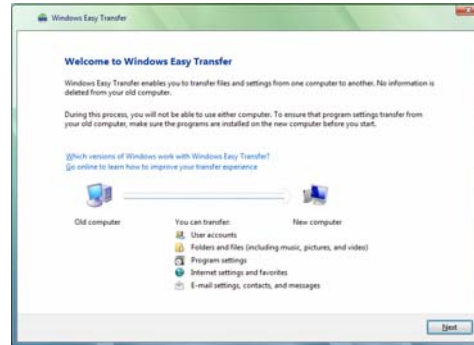 Windows Easy Transfer
Welcome to Windows Easy Transfer
Windows Easy Transfer enables you to transfer files and settings from one computer to another. No information is
deleted from your old computer.
During this process, you will not be able to use either computer. To ensure that program settings transfer from
your old computer, make sure the programs are installed on the new computer before you start.
Which versions of Windows work with Windows Easy Transfer?
Go online to learn how to improve your transfer experience
Old computer
You can transfer:
New computer
User accounts
Folders and files (including music, pictures, and video)
Program settings
Internet settings and favorites
E-mail settings, contacts, and messages
Next